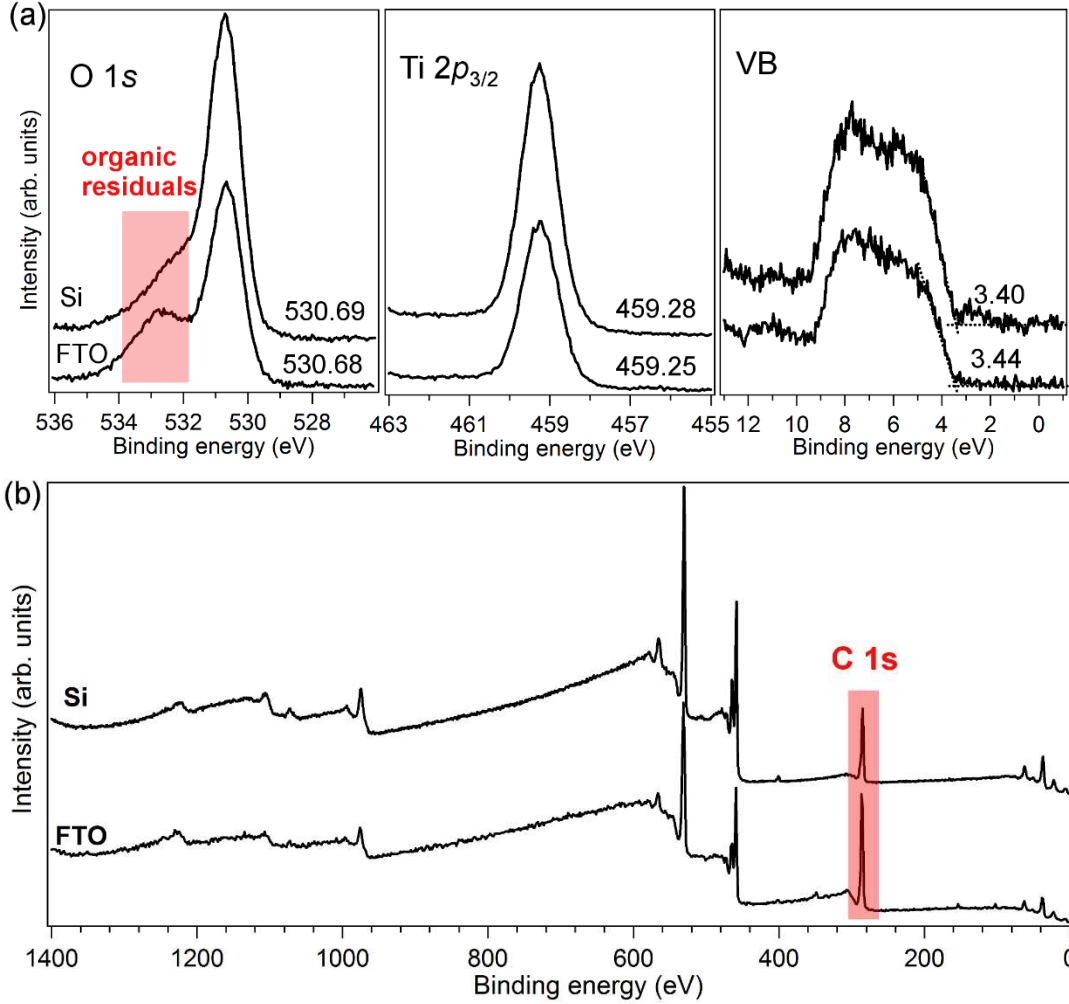 (a)
O 1s
organic
residuals
Si
FTO
530.69
530.68
Intensity (arb. units)
536 534 532 530 528
Binding energy (eV)
Ti 2p3/2
459.28
459.25
463 461 459 457 455
Binding energy (eV)
VB
3.40
3.44
12 10 8 6 4 2 0
Binding energy (eV)
(b)
Intensity (arb. units)
Si
FTO
C 1s
1400 1200 1000 800 600 400 200 0
Binding energy (eV)